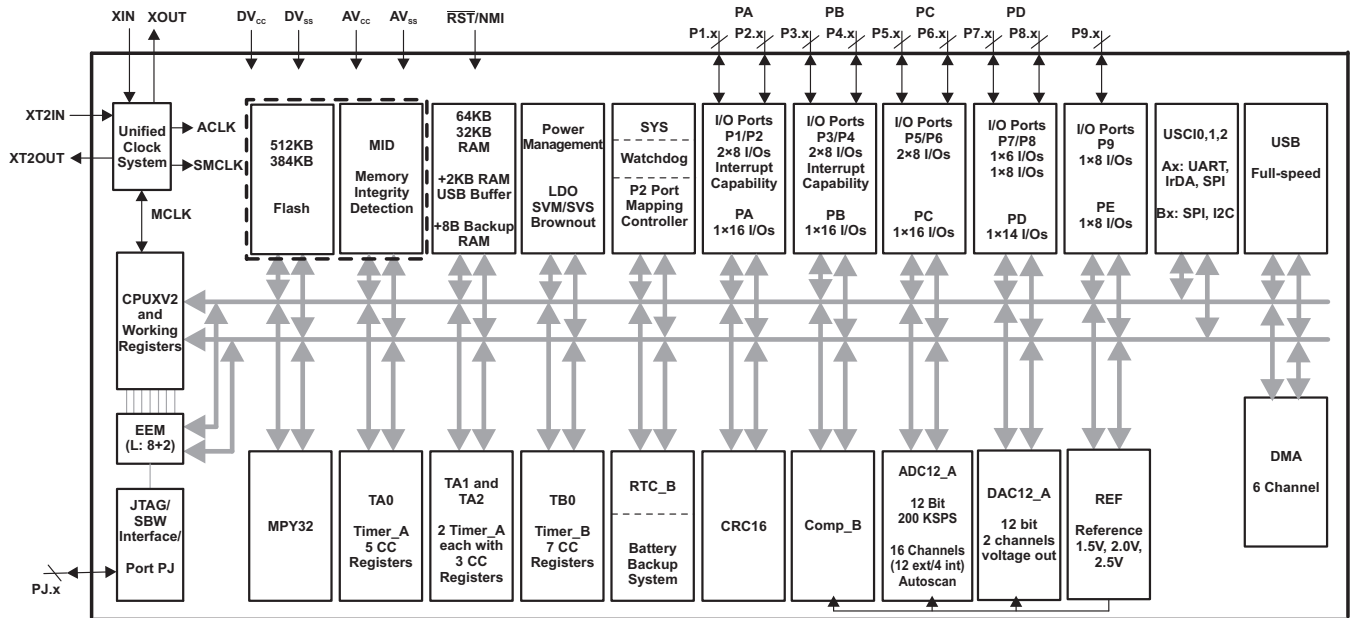 XIN XOUT DVCC DVSS AVCC AVSS RST/NMI
PA PB PC PD
P1.x P2.x P3.x P4.x P5.x P6.x P7.x P8.x P9.x
XT2IN
XT2OUT
Unified
Clock
System
ACLK
SMCLK
MCLK
512KB
384KB
Flash
MID
Memory
Integrity
Detection
64KB
32KB
RAM
+2KB RAM
USB Buffer
+8B Backup
RAM
Power
Management
LDO
SVM/SVS
Brownout
SYS
Watchdog
P2 Port
Mapping
Controller
I/O Ports
P1/P2
2×8 I/Os
Interrupt
Capability
PA
1×16 I/Os
I/O Ports
P3/P4
2×8 I/Os
Interrupt
Capability
PB
1×16 I/Os
I/O Ports
P5/P6
2×8 I/Os
PC
1×16 I/Os
I/O Ports
P7/P8
1×6 I/Os
1×8 I/Os
PD
1×14 I/Os
I/O Ports
P9
1×8 I/Os
PE
1×8 I/Os
USCI0,1,2
Ax: UART,
IrDA, SPI
Bx: SPI, I2C
USB
Full-speed
CPUXV2
and
Working
Registers
EEM
(L: 8+2)
JTAG/
SBW
Interface/
Port PJ
PJ.x
MPY32
TA0
Timer_A
5 CC
Registers
TA1 and
TA2
2 Timer_A
each with
3 CC
Registers
TB0
Timer_B
7 CC
Registers
RTC_B
Battery
Backup
System
CRC16
Comp_B
ADC12_A
12 Bit
200 KSPS
16 Channels
(12 ext/4 int)
Autoscan
DAC12_A
12 bit
2 channels
voltage out
REF
Reference
1.5V, 2.0V,
2.5V
DMA
6 Channel